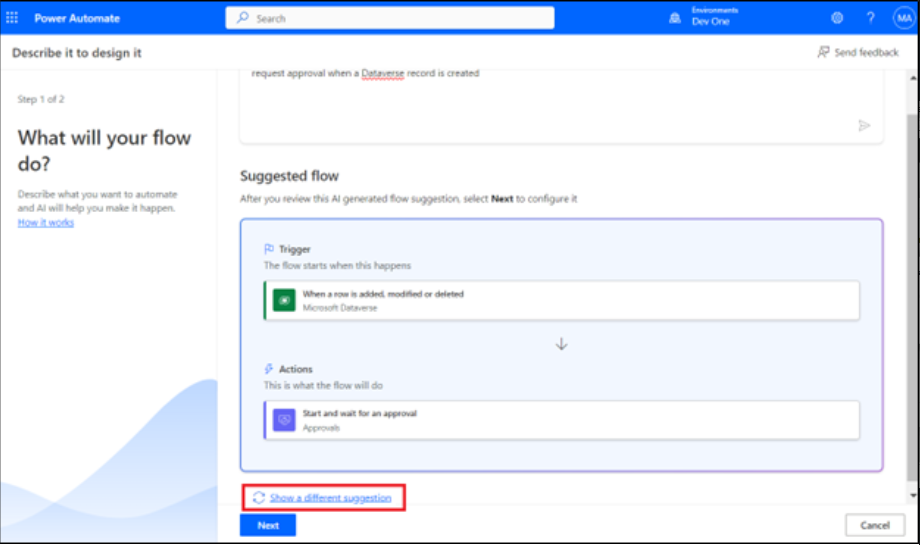 Power Automate
Search
Environments
Dev One
?
MA
Describe it to design it
Send feedback
request approval when a Dataverse record is created
Step 1 of 2
What will your flow
do?
Describe what you want to automate
and AI will help you make it happen.
How it works
Suggested flow
After you review this AI generated flow suggestion, select Next to configure it
Trigger
The flow starts when this happens
When a row is added, modified or deleted
Microsoft Dataverse
Actions
This is what the flow will do
Start and wait for an approval
Approvals
Show a different suggestion
Next
Cancel